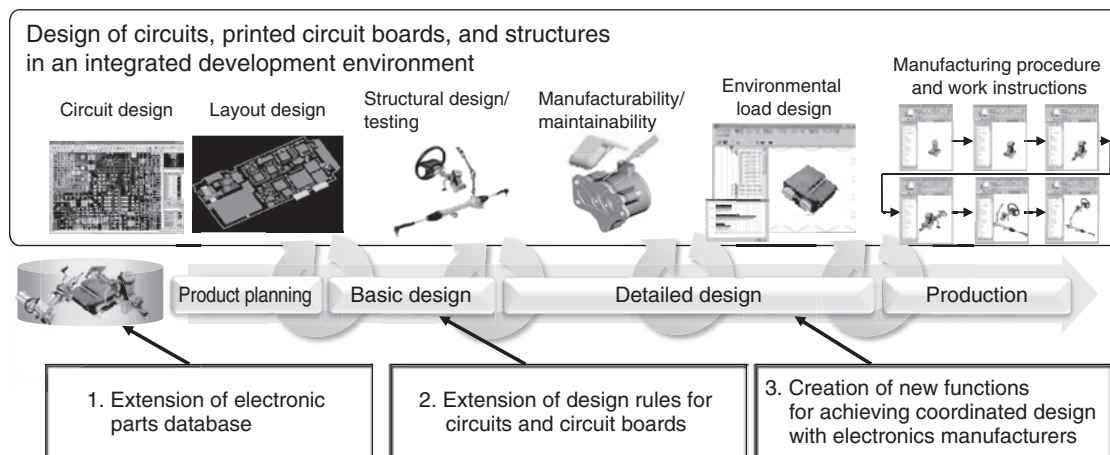 Design of circuits, printed circuit boards, and structures
in an integrated development environment
Circuit design
Layout design
Structural design/
testing
Manufacturability/
maintainability
Environmental
load design
Manufacturing procedure
and work instructions
Product planning
Basic design
Detailed design
Production
1. Extension of electronic
parts database
2. Extension of design rules for
circuits and circuit boards
3. Creation of new functions
for achieving coordinated design
with electronics manufacturers